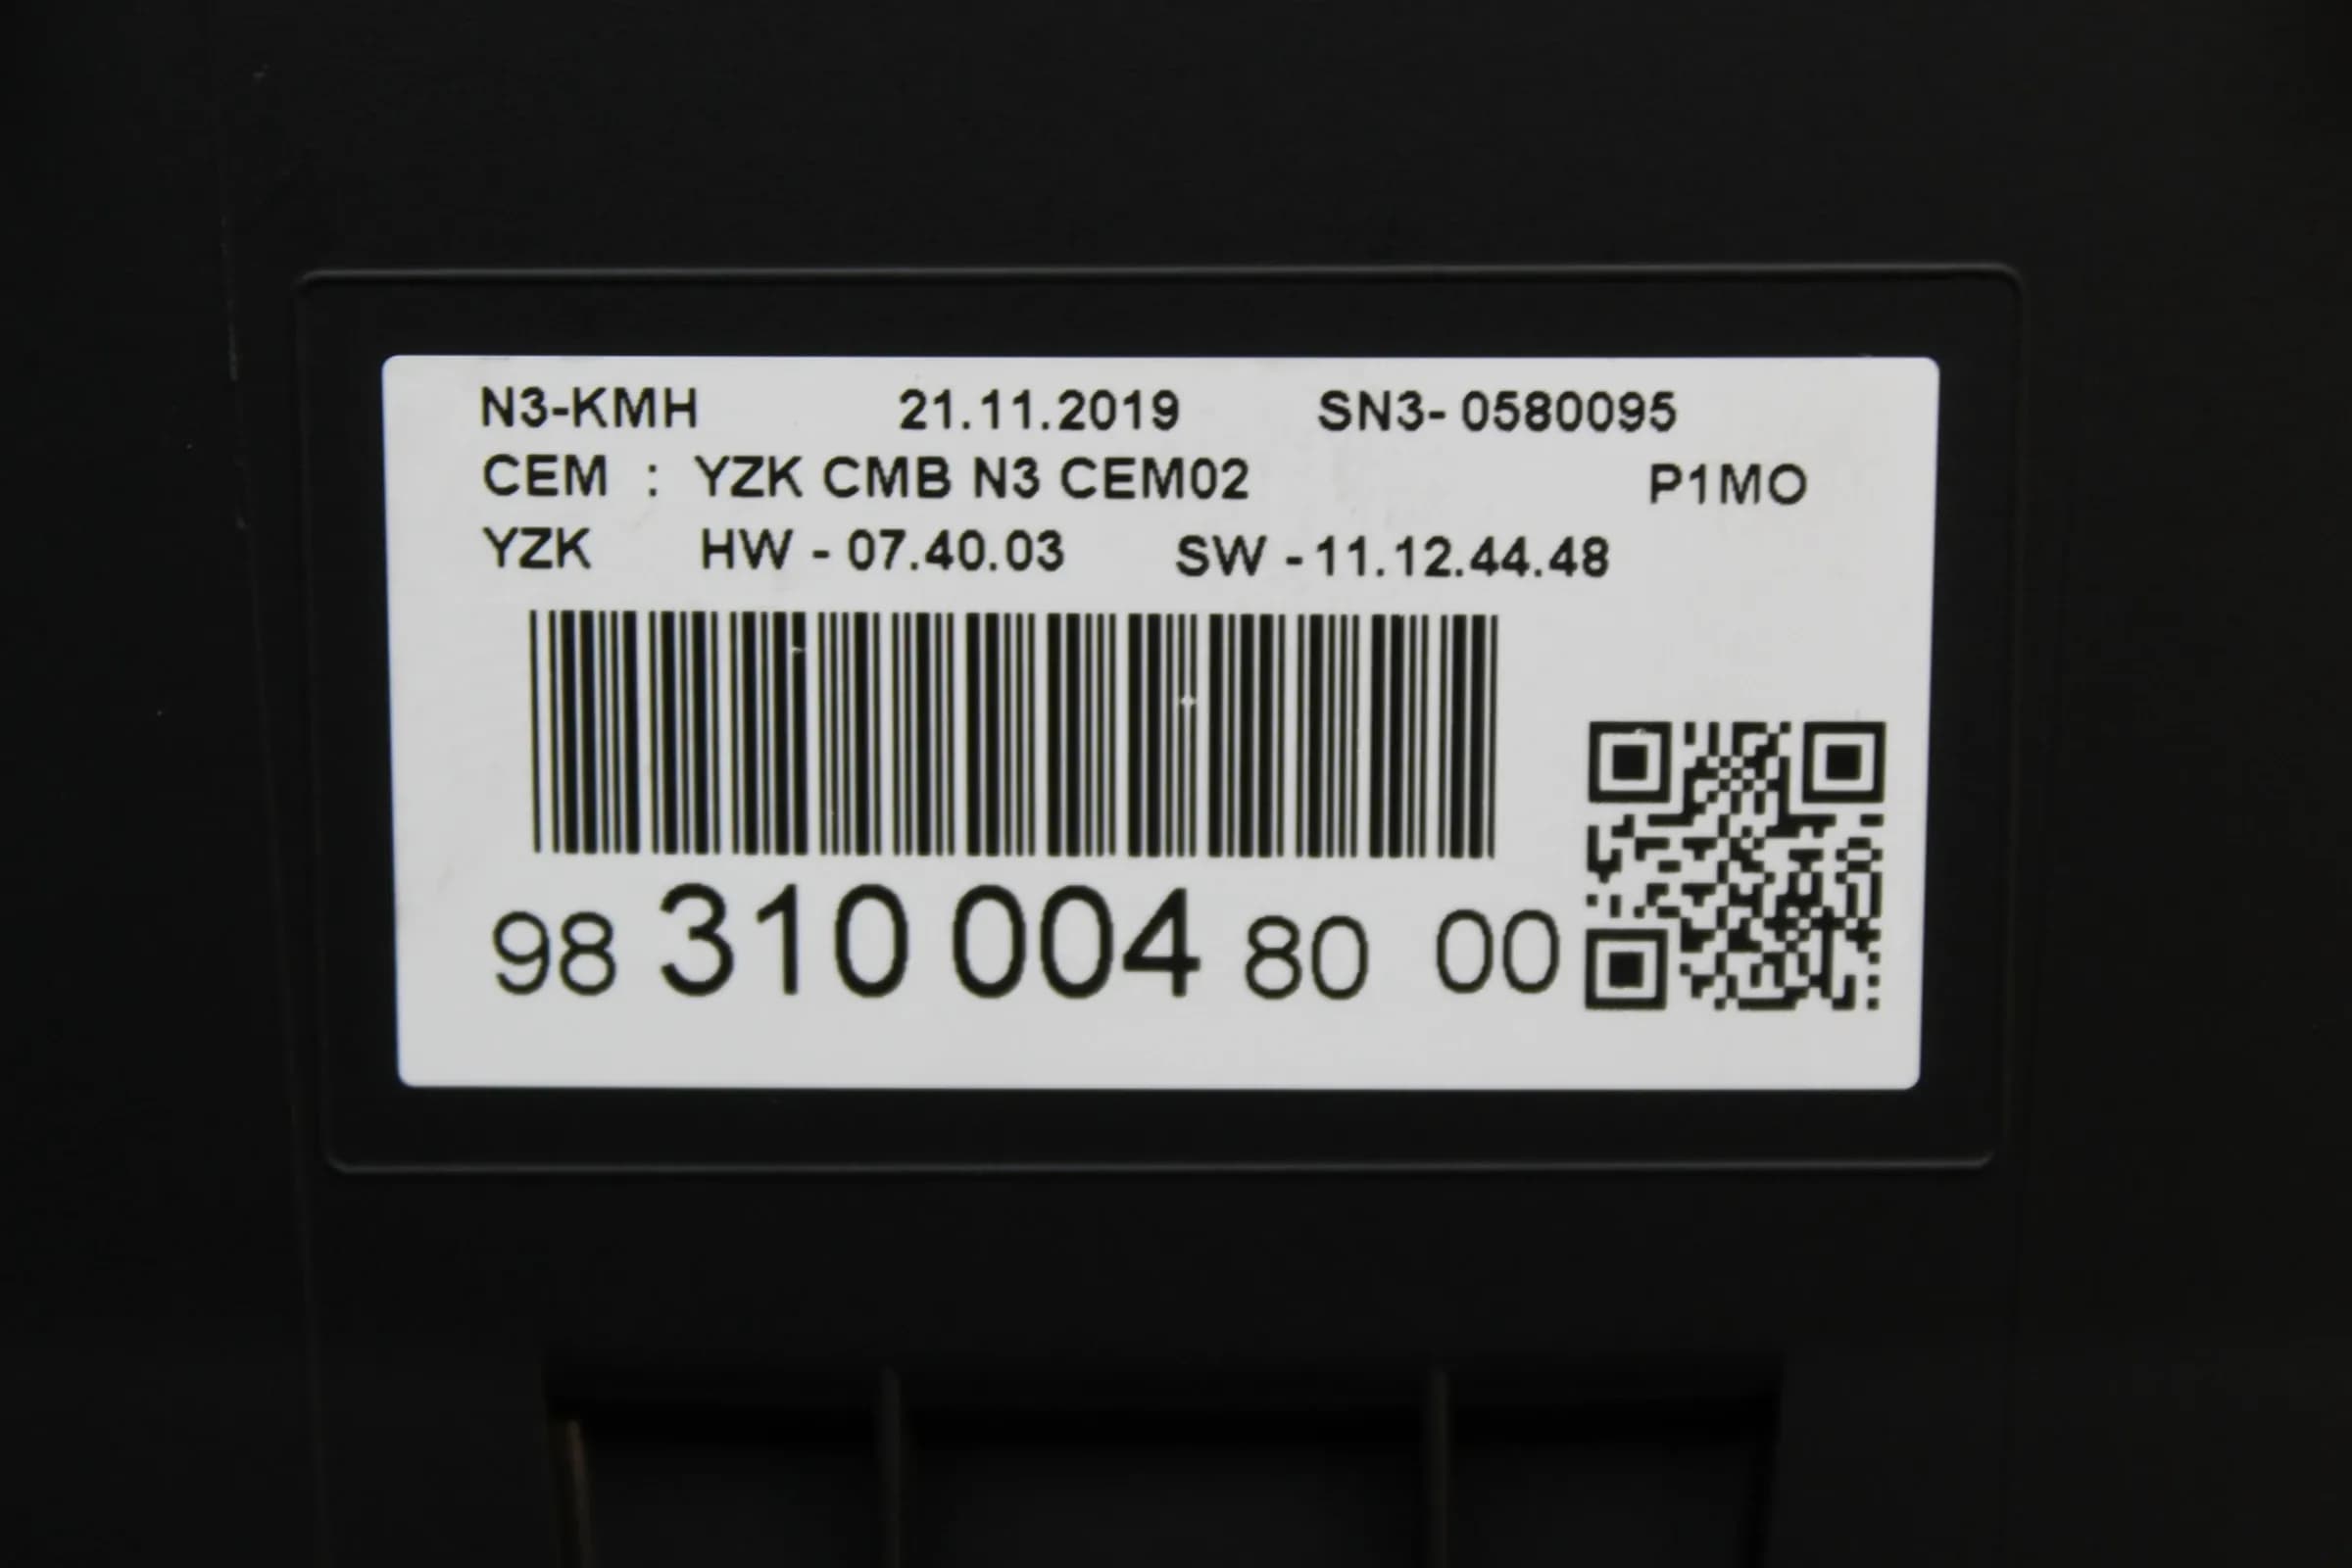 N3-KMH 21.11.2019 SN3- 0580095
CEM : YZK CMB N3 CEM02 P1MO
YZK HW - 07.40.03 SW - 11.12.44.48
98 310 004 80 00